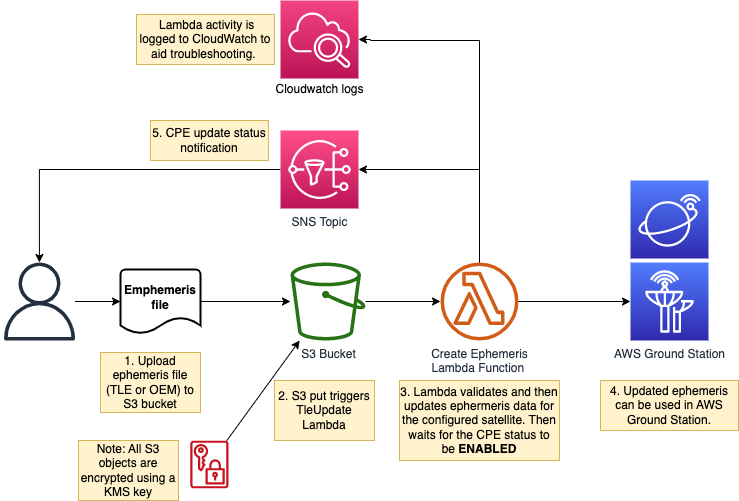 Lambda activity is
logged to CloudWatch to
aid troubleshooting.
Cloudwatch logs
5. CPE update status
notification
SNS Topic
Emphemeris
file
S3 Bucket
Create Ephemeris
Lambda Function
AWS Ground Station
1. Upload
ephemeris file
(TLE or OEM) to
S3 bucket
2. S3 put triggers
TleUpdate
Lambda
3. Lambda validates and then
updates ephermeris data for
the configured satellite. Then
waits for the CPE status to
be ENABLED
4. Updated ephemeris
can be used in AWS
Ground Station.
Note: All S3
objects are
encrypted using a
KMS key